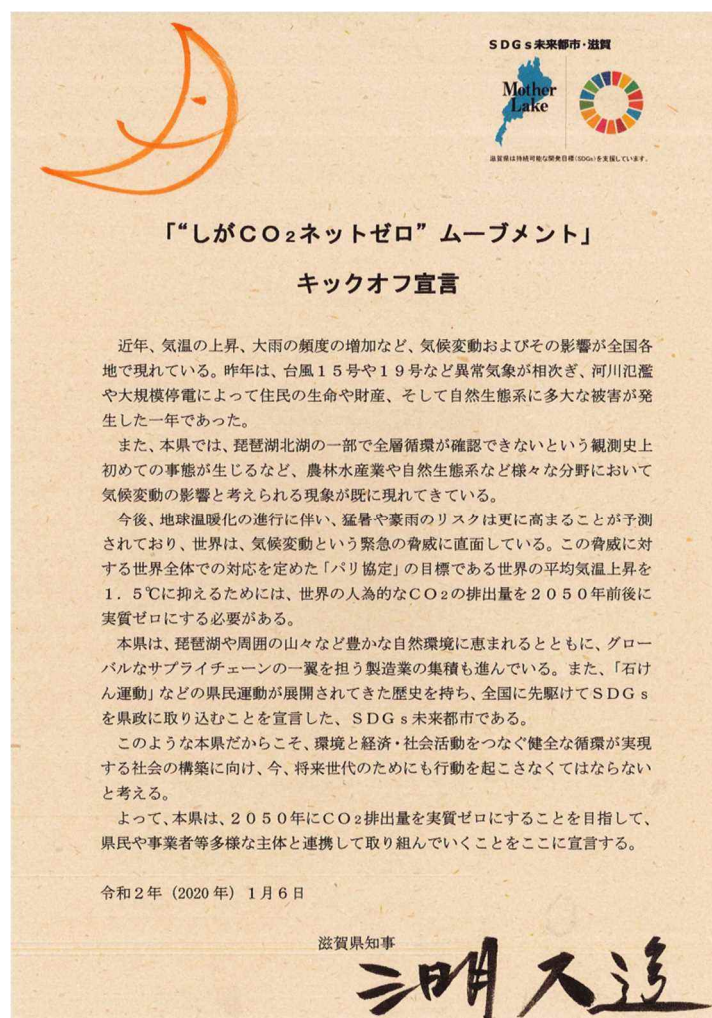 SDGs未来都市・滋賀
Mother
Lake
滋賀県は持続可能な開発目標(SDGs)を支援しています。
「“しがCO₂ネットゼロ” ムーブメント」
キックオフ宣言
近年、気温の上昇、大雨の頻度の増加など、気候変動およびその影響が全国各
地で現れている。昨年は、台風１５号や１９号など異常気象が相次ぎ、河川氾濫
や大規模停電によって住民の生命や財産、そして自然生態系に多大な被害が発
生した一年であった。
また、本県では、琵琶湖北湖の一部で全層循環が確認できないという観測史上
初めての事態が生じるなど、農林水産業や自然生態系など様々な分野において
気候変動の影響と考えられる現象が既に現れてきている。
今後、地球温暖化の進行に伴い、猛暑や豪雨のリスクは更に高まることが予測
されており、世界は、気候変動という緊急の脅威に直面している。この脅威に対
する世界全体での対応を定めた「パリ協定」の目標である世界の平均気温上昇を
１．５℃に抑えるためには、世界の人為的なCO₂の排出量を２０５０年前後に
実質ゼロにする必要がある。
本県は、琵琶湖や周囲の山々など豊かな自然環境に恵まれるとともに、グロー
バルなサプライチェーンの一翼を担う製造業の集積も進んでいる。また、「石け
ん運動」などの県民運動が展開されてきた歴史を持ち、全国に先駆けてSDGs
を県政に取り込むことを宣言した、SDGs未来都市である。
このような本県だからこそ、環境と経済・社会活動をつなぐ健全な循環が実現
する社会の構築に向け、今、将来世代のためにも行動を起こさなくてはならない
と考える。
よって、本県は、２０５０年にCO₂排出量を実質ゼロにすることを目指して、
県民や事業者等多様な主体と連携して取り組んでいくことをここに宣言する。
令和２年（2020年）１月６日
滋賀県知事
三日月 大造